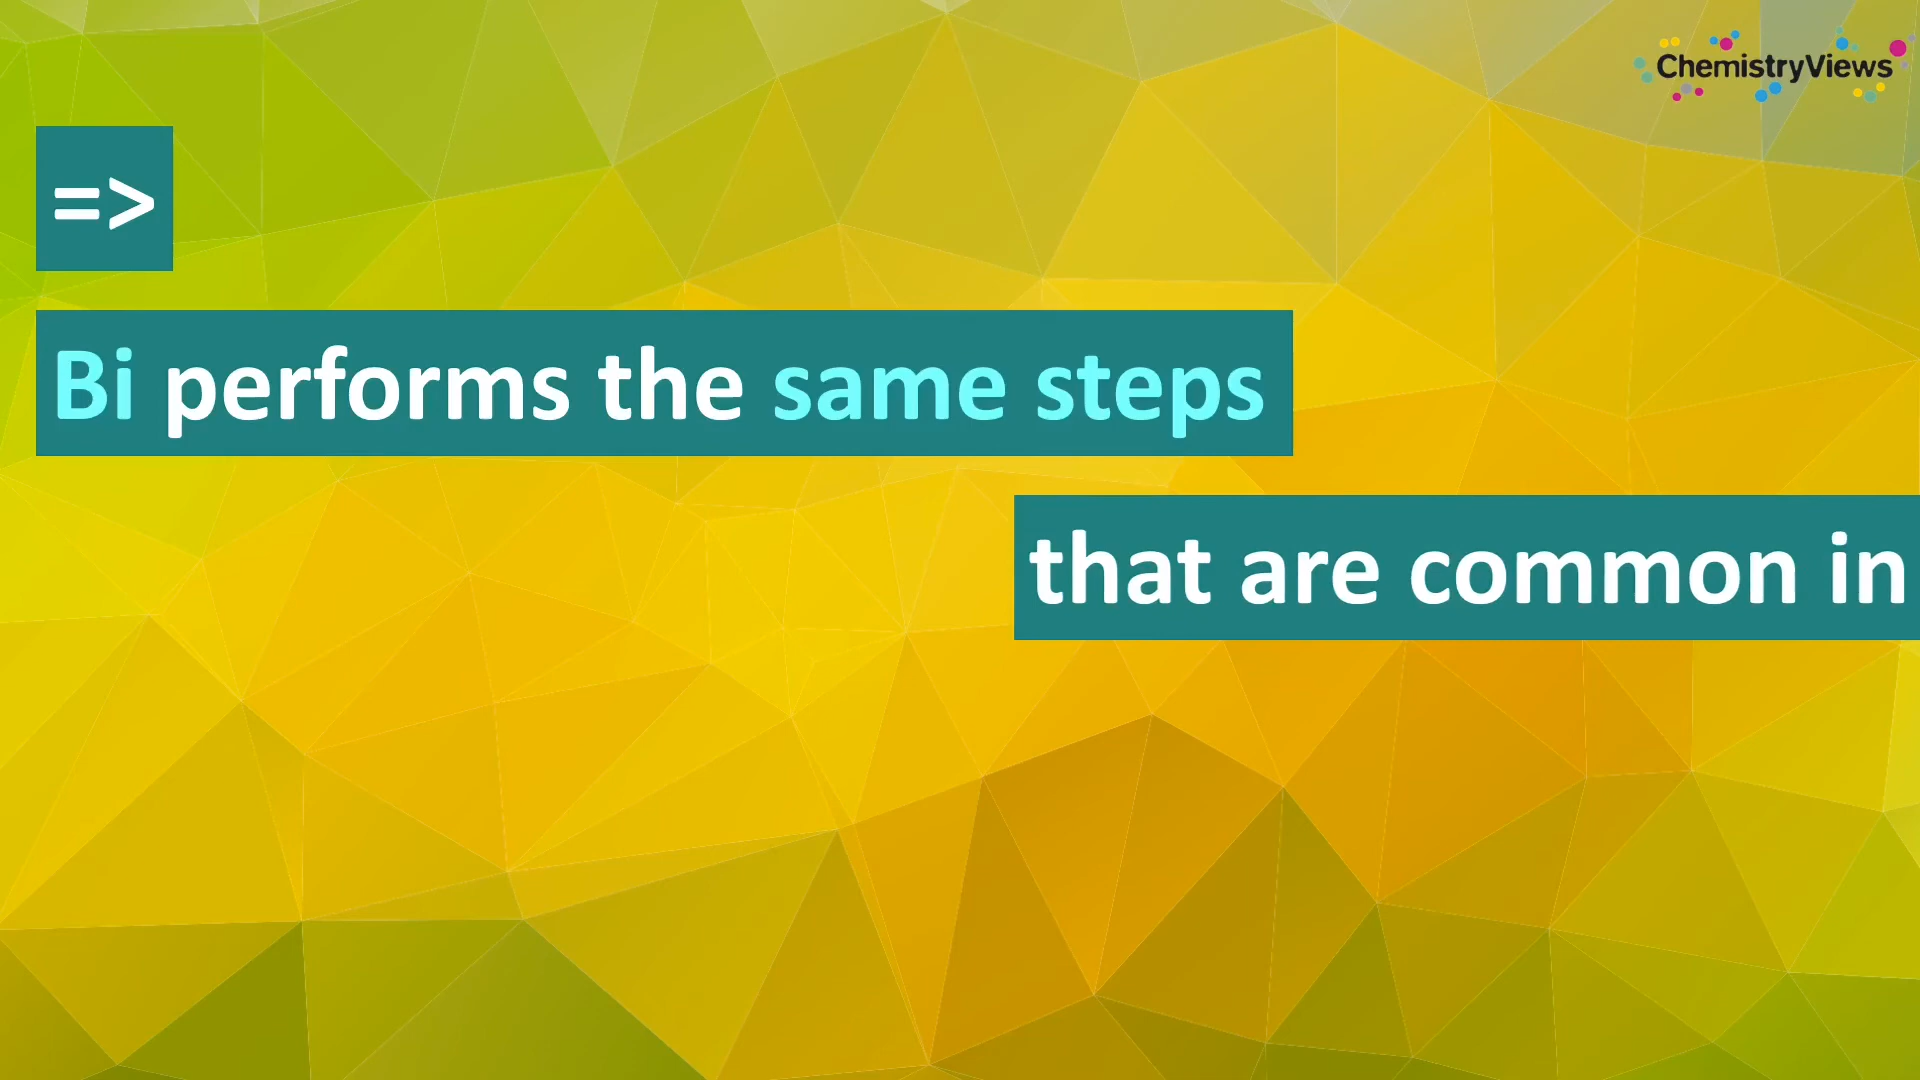 ChemistryViews
=>
Bi performs the same steps
that are common in